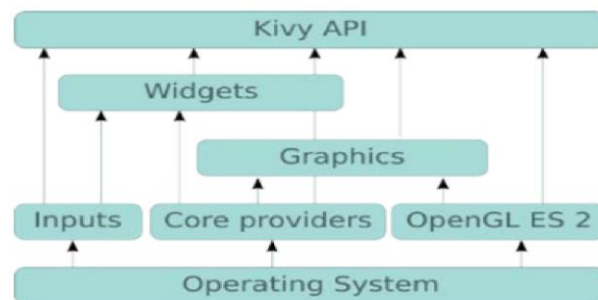 Kivy API
Widgets
Graphics
Inputs
Core providers
OpenGL ES 2
Operating System